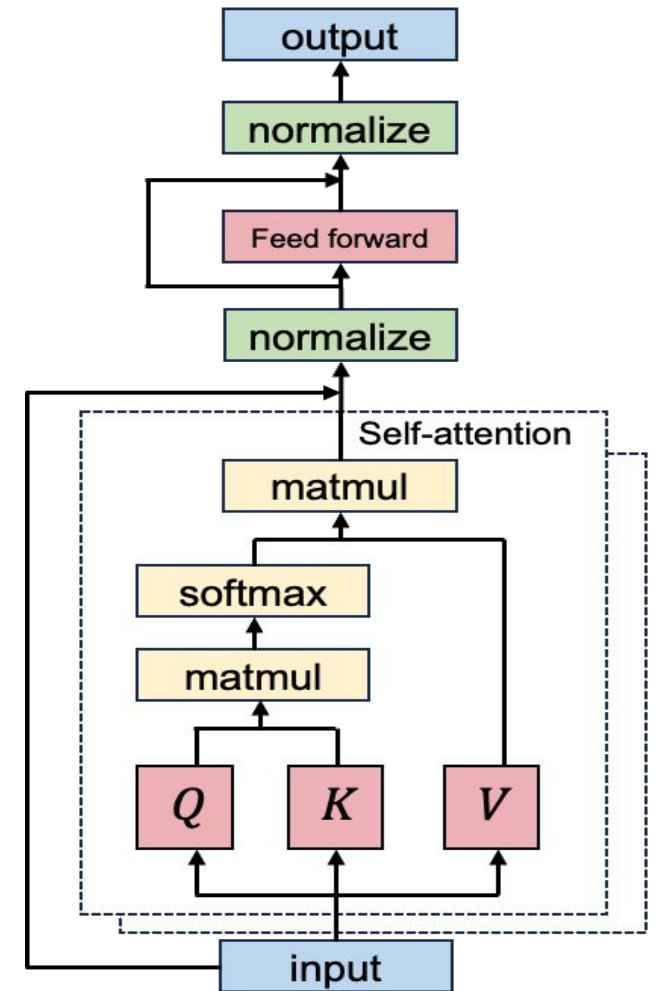 output
normalize
Feed forward
normalize
Self-attention
matmul
softmax
matmul
Q K V
input